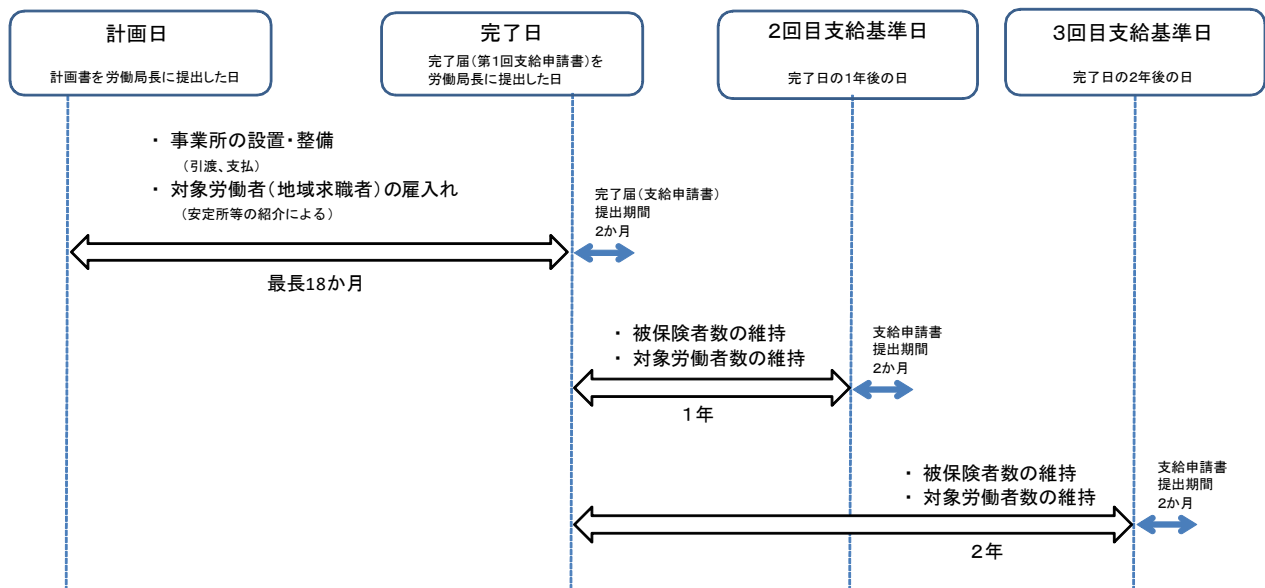 計画日
計画書を労働局長に提出した日
完了日
完了届(第1回支給申請書)を
労働局長に提出した日
2回目支給基準日
完了日の1年後の日
3回目支給基準日
完了日の2年後の日
・ 事業所の設置・整備
(引渡、支払)
・ 対象労働者(地域求職者)の雇入れ
(安定所等の紹介による)
最長18か月
完了届(支給申請書)
提出期間
2か月
・ 被保険者数の維持
・ 対象労働者数の維持
1年
支給申請書
提出期間
2か月
・ 被保険者数の維持
・ 対象労働者数の維持
2年
支給申請書
提出期間
2か月